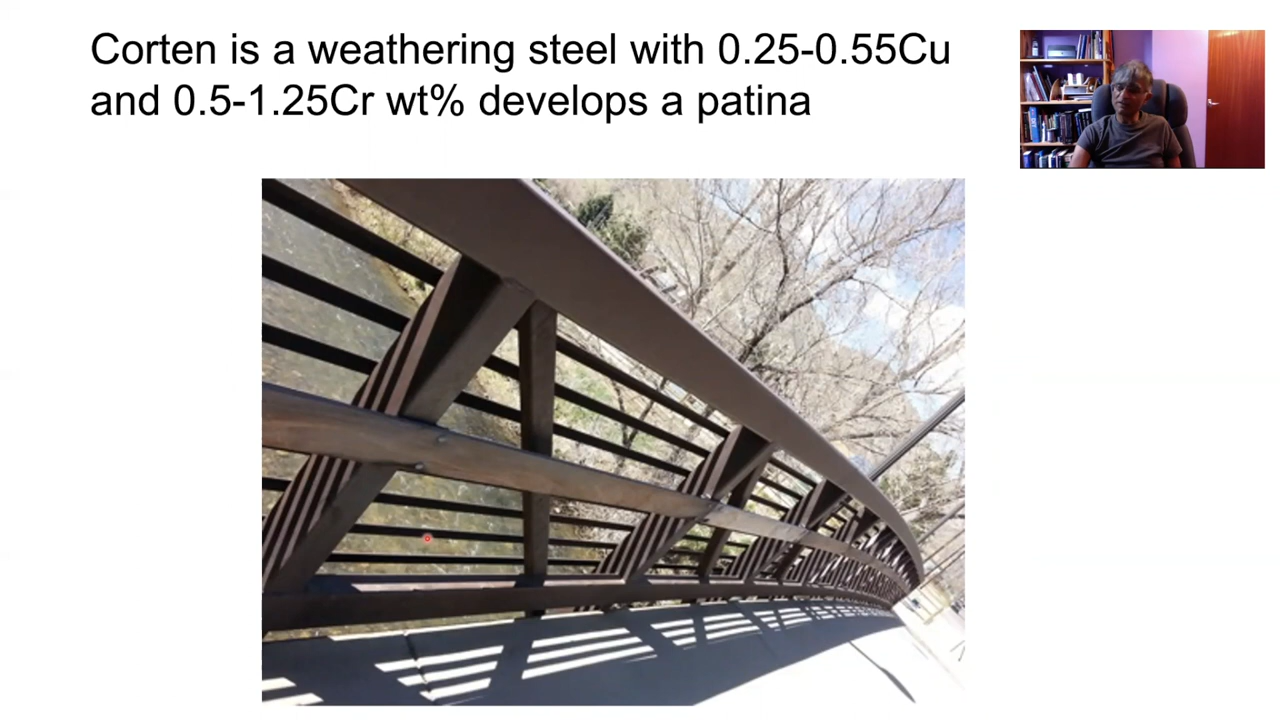 Corten is a weathering steel with 0.25-0.55Cu
and 0.5-1.25Cr wt% develops a patina